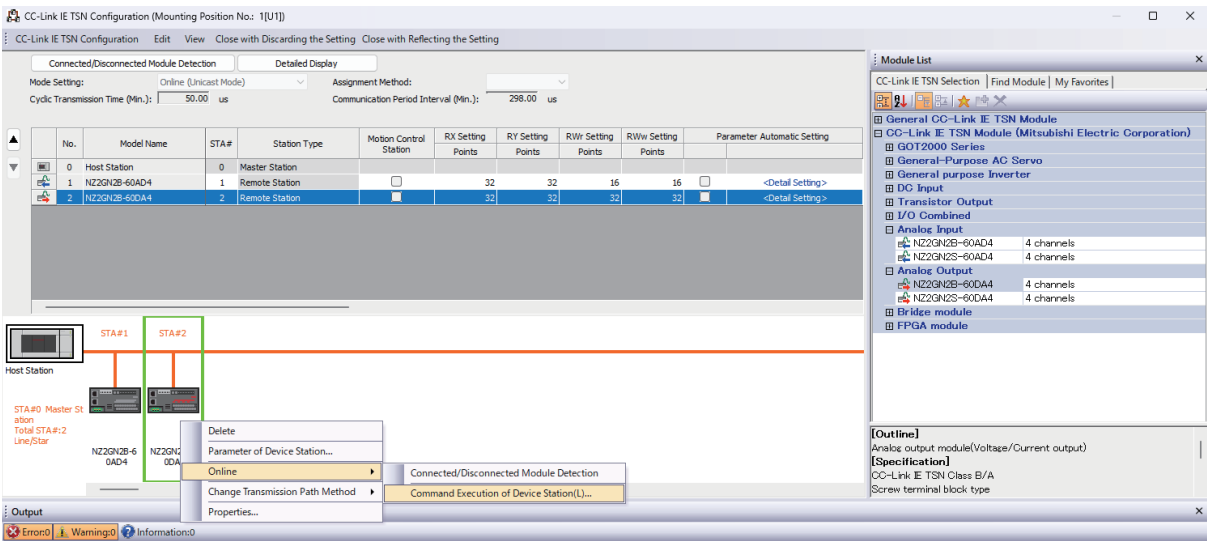 CC-Link IE TSN Configuration (Mounting Position No.: 1[U1])
CC-Link IE TSN Configuration Edit View Close with Discarding the Setting Close with Reflecting the Setting
Connected/Disconnected Module Detection Detailed Display
Mode Setting: Online (Unicast Mode) Assignment Method:
Cyclic Transmission Time (Min.): 50.00 us Communication Period Interval (Min.): 298.00 us
No. Model Name STA# Station Type Motion Control Station RX Setting RY Setting RWr Setting RWw Setting Parameter Automatic Setting
Points Points Points Points
0 Host Station 0 Master Station
1 NZ2GN2B-60AD4 1 Remote Station 32 32 16 16 <Detail Setting>
2 NZ2GN2B-60DA4 2 Remote Station 32 32 32 32 <Detail Setting>
STA#1 STA#2
Host Station
STA#0 Master St
ation
Total STA#:2
Line/Star
NZ2GN2B-6
0AD4
NZ2GN2
0DA
Delete
Parameter of Device Station...
Online
Change Transmission Path Method
Properties...
Connected/Disconnected Module Detection
Command Execution of Device Station(L)...
Module List
CC-Link IE TSN Selection Find Module My Favorites
General CC-Link IE TSN Module
CC-Link IE TSN Module (Mitsubishi Electric Corporation)
GOT2000 Series
General-Purpose AC Servo
General purpose Inverter
DC Input
Transistor Output
I/O Combined
Analog Input
NZ2GN2B-60AD4 4 channels
NZ2GN2S-60AD4 4 channels
Analog Output
NZ2GN2B-60DA4 4 channels
NZ2GN2S-60DA4 4 channels
Bridge module
FPGA module
[Outline]
Analog output module(Voltage/Current output)
[Specification]
CC-Link IE TSN Class B/A
Screw terminal block type
Output
Error:0 Warning:0 Information:0